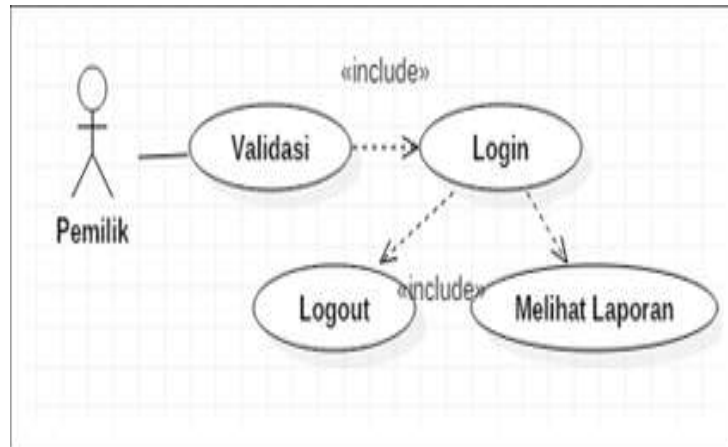 «include»
Validasi
Login
Pemilik
Logout
«include»
Melihat Laporan